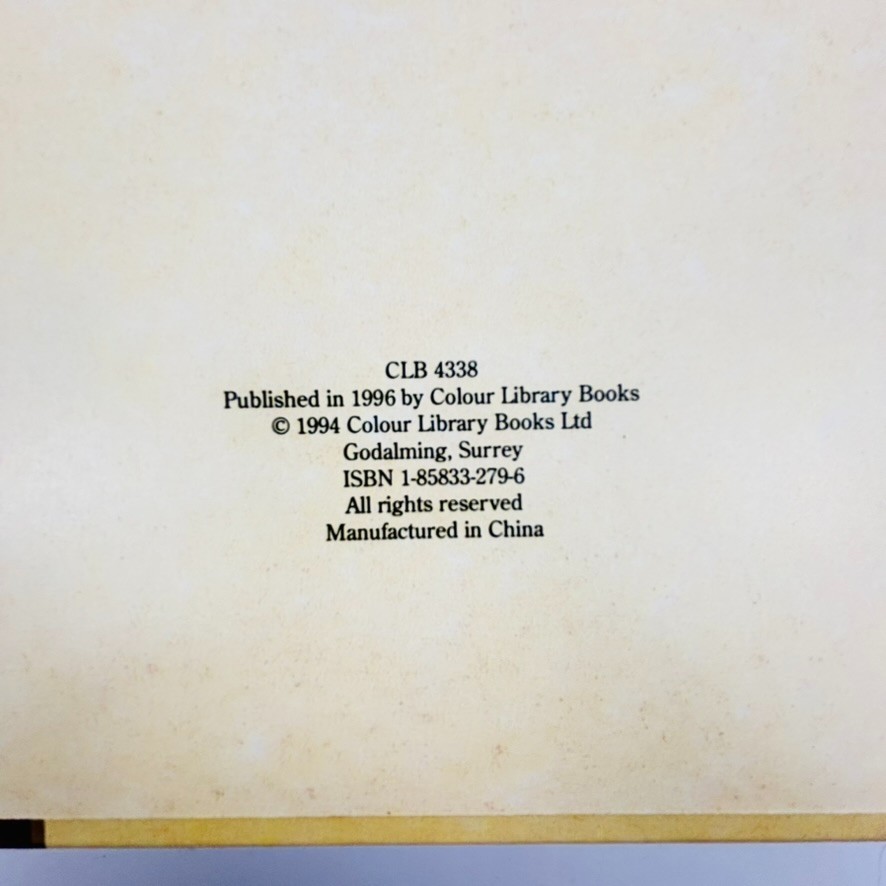 CLB 4338
Published in 1996 by Colour Library Books
© 1994 Colour Library Books Ltd
Godalming, Surrey
ISBN 1-85833-279-6
All rights reserved
Manufactured in China